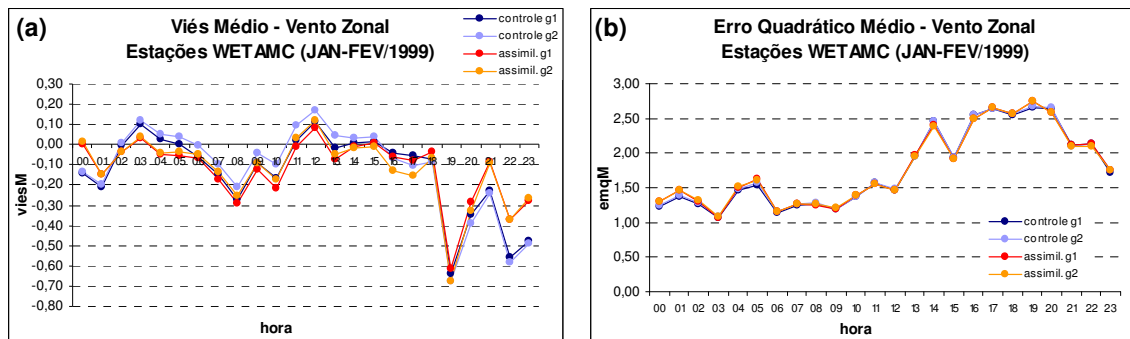 (a)
Viés Médio - Vento Zonal
Estações WETAMC (JAN-FEV/1999)
controle g1
controle g2
assimil. g1
assimil. g2
0,30
0,20
0,10
0,00
-0,10
-0,20
-0,30
-0,40
-0,50
-0,60
-0,70
-0,80
viesM
00 01 02 03 04 05 06 07 08 09 10 11 12 13 14 15 16 17 18 19 20 21 22 23
hora
(b)
Erro Quadrático Médio - Vento Zonal
Estações WETAMC (JAN-FEV/1999)
3,00
2,50
2,00
1,50
1,00
0,50
0,00
emqM
controle g1
controle g2
assimil. g1
assimil. g2
00 01 02 03 04 05 06 07 08 09 10 11 12 13 14 15 16 17 18 19 20 21 22 23
hora